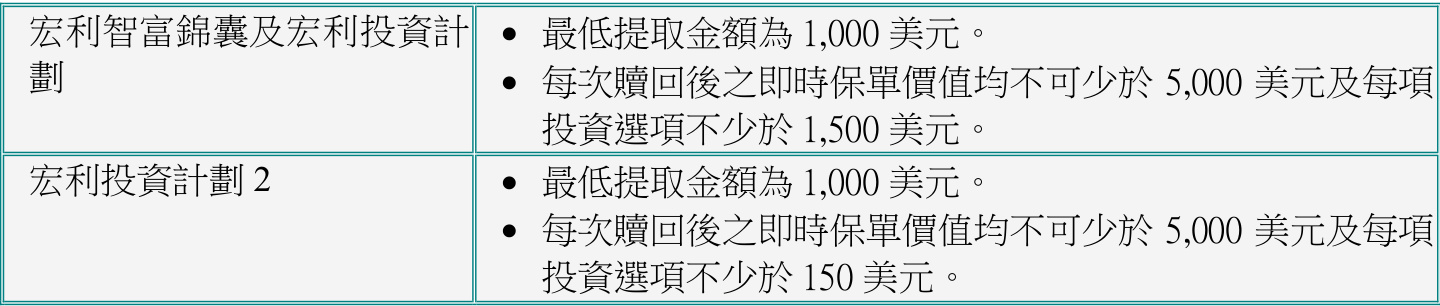 宏利智富錦囊及宏利投資計
劃
• 最低提取金額為 1,000 美元。
• 每次贖回後之即時保單價值均不可少於 5,000 美元及每項
投資選項不少於 1,500 美元。
宏利投資計劃 2
• 最低提取金額為 1,000 美元。
• 每次贖回後之即時保單價值均不可少於 5,000 美元及每項
投資選項不少於 150 美元。